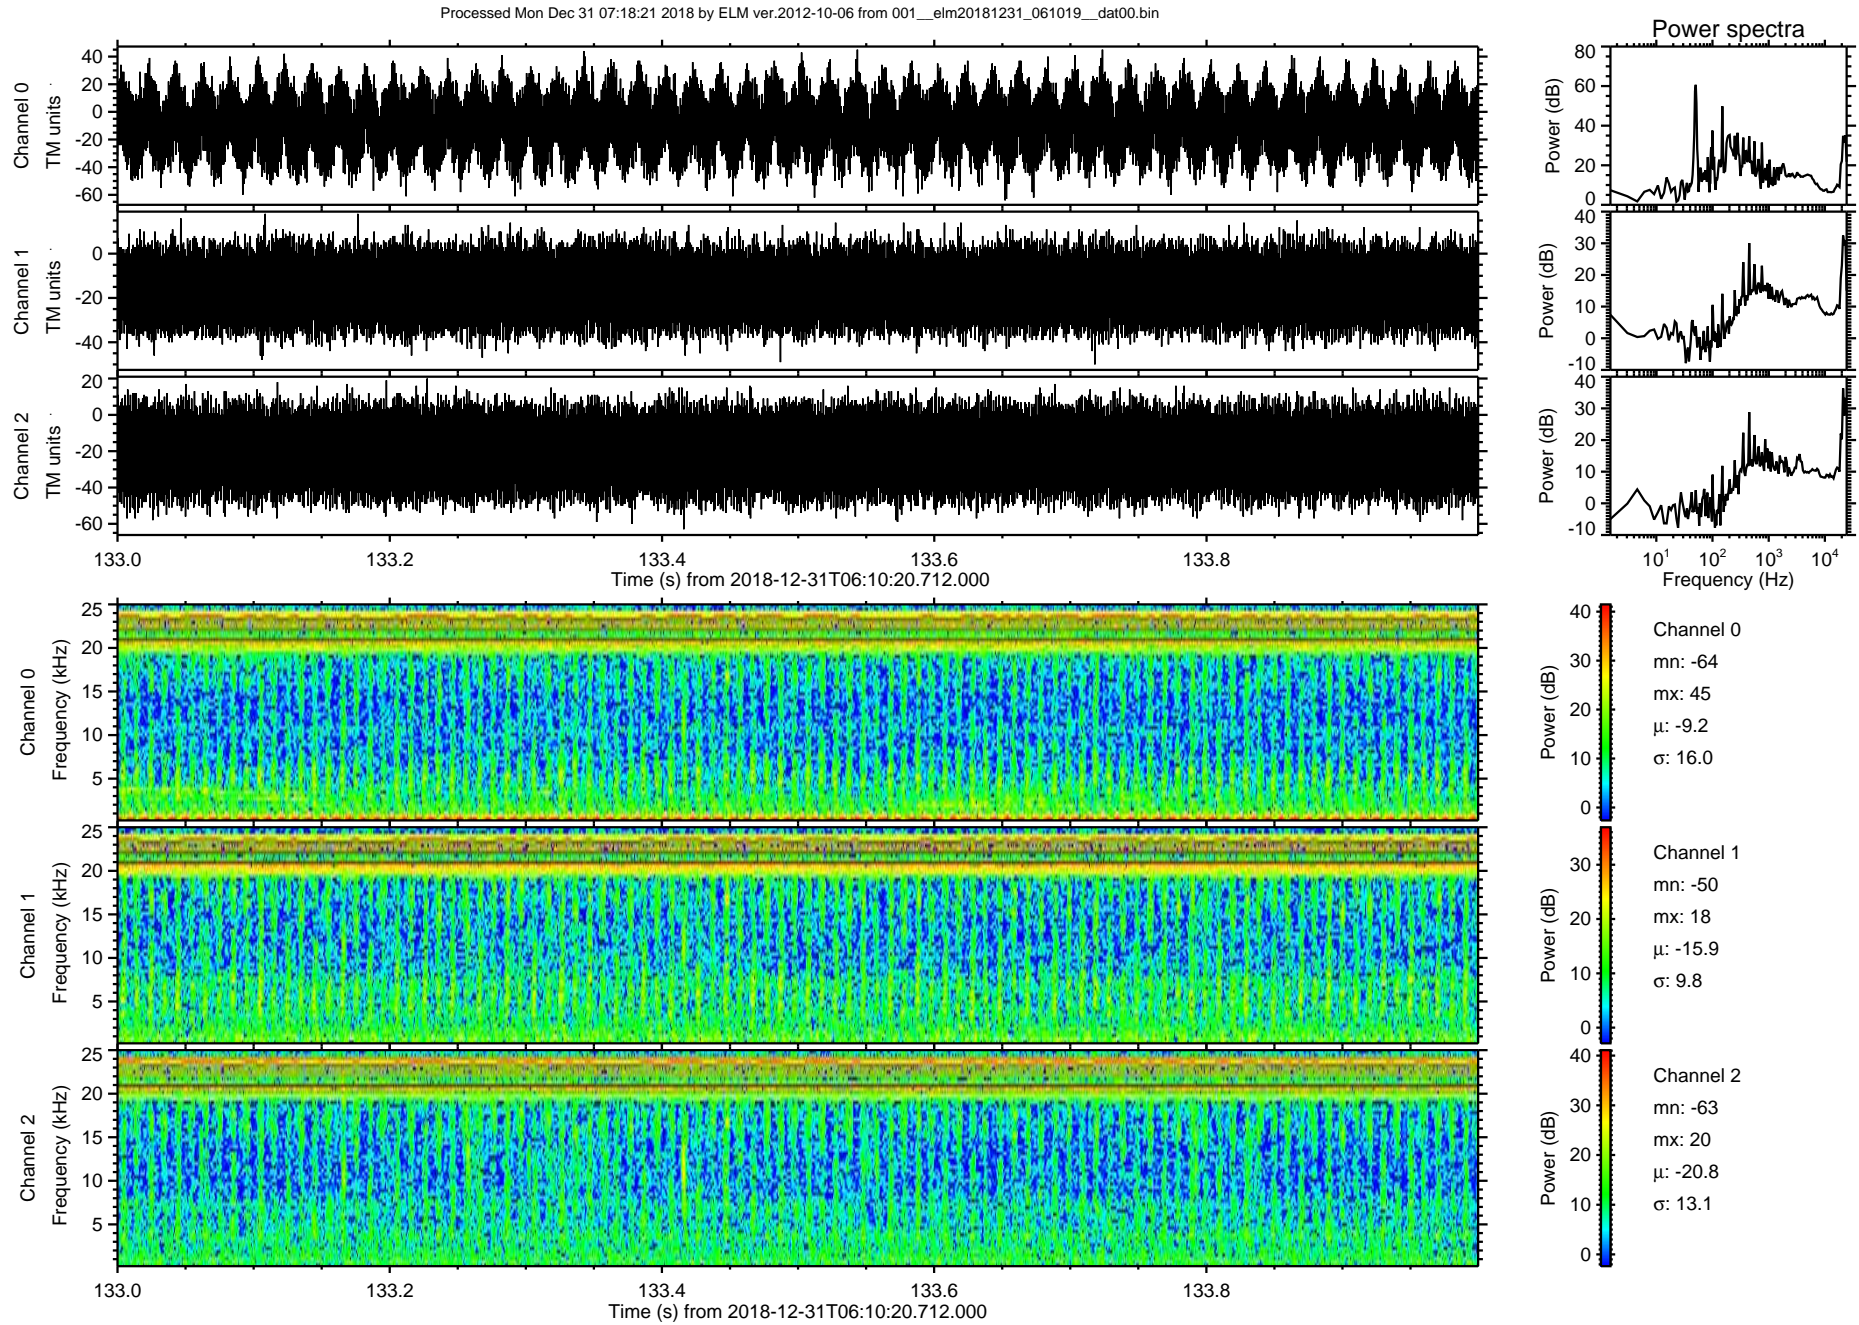 Processed Mon Dec 31 07:18:21 2018 by ELM ver.2012-10-06 from 001__elm20181231_061019__dat00.bin
Power spectra
Channel 0
TM units
40
20
0
-20
-40
-60
Power (dB)
80
60
40
20
0
Channel 1
TM units
0
-20
-40
Power (dB)
40
30
20
10
0
-10
Channel 2
TM units
20
0
-20
-40
-60
Power (dB)
40
30
20
10
0
-10
133.0 133.2 133.4 133.6 133.8
Time (s) from 2018-12-31T06:10:20.712.000
10¹ 10² 10³ 10⁴
Frequency (Hz)
Channel 0
Frequency (kHz)
25
20
15
10
5
Power (dB)
40
30
20
10
0
Channel 0
mn: -64
mx: 45
μ: -9.2
σ: 16.0
Channel 1
Frequency (kHz)
25
20
15
10
5
Power (dB)
30
20
10
0
Channel 1
mn: -50
mx: 18
μ: -15.9
σ: 9.8
Channel 2
Frequency (kHz)
25
20
15
10
5
Power (dB)
40
30
20
10
0
Channel 2
mn: -63
mx: 20
μ: -20.8
σ: 13.1
133.0 133.2 133.4 133.6 133.8
Time (s) from 2018-12-31T06:10:20.712.000